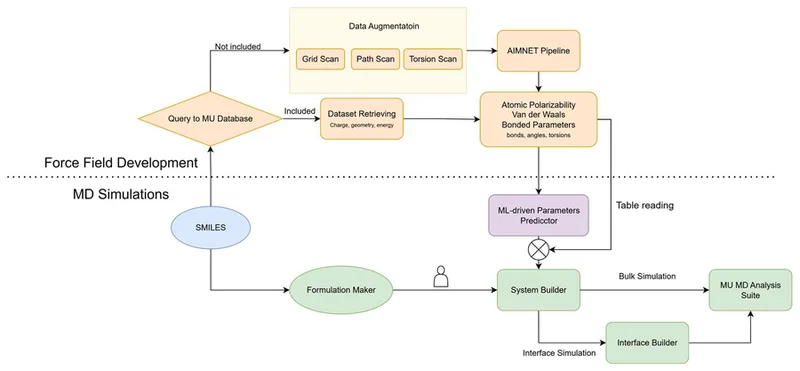 Data Augmentatoin
Not included
Grid Scan
Path Scan
Torsion Scan
AIMNET Pipeline
Query to MU Database
Included
Dataset Retrieving
Charge, geometry, energy
Atomic Polarizability
Van der Waals
Bonded Parameters
bonds, angles, torsions
Force Field Development
MD Simulations
SMILES
ML-driven Parameters
Predicctor
Table reading
Formulation Maker
System Builder
Bulk Simulation
MU MD Analysis
Suite
Interface Simulation
Interface Builder